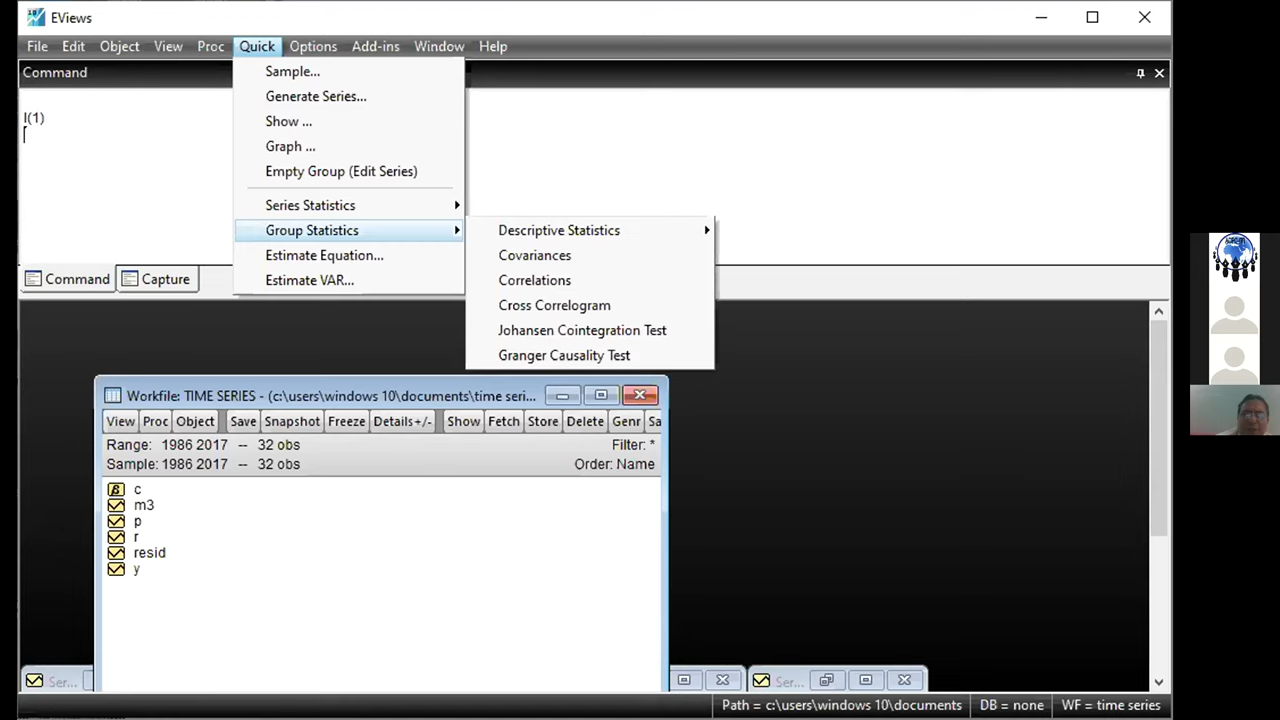 EViews
File Edit Object View Proc Quick Options Add-ins Window Help
Command
I(1)
Sample...
Generate Series...
Show ...
Graph ...
Empty Group (Edit Series)
Series Statistics
Group Statistics
Estimate Equation...
Estimate VAR...
Descriptive Statistics
Covariances
Correlations
Cross Correlogram
Johansen Cointegration Test
Granger Causality Test
Command Capture
Workfile: TIME SERIES - (c:\users\windows 10\documents\time seri...
View Proc Object Save Snapshot Freeze Details+/- Show Fetch Store Delete Genr Sa
Range: 1986 2017 -- 32 obs Filter: *
Sample: 1986 2017 -- 32 obs Order: Name
β c
m3
p
r
resid
y
Ser... Ser...
Path = c:\users\windows 10\documents DB = none WF = time series